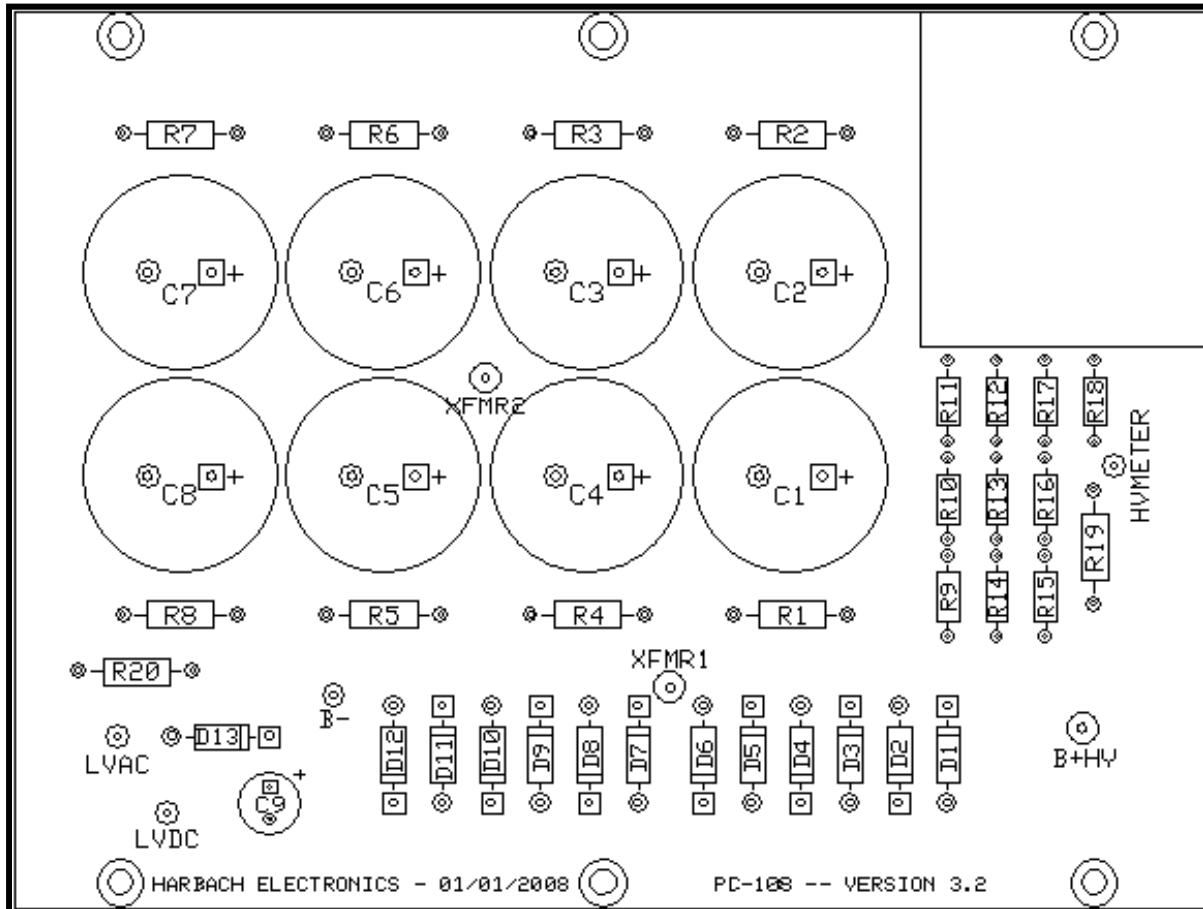 R7 R6 R3 R2
+ + + +
C7 C6 C3 C2
XFMR2
R11 R12 R17 R18
HVMETER
+ + + +
C8 C5 C4 C1
R10 R13 R16
R19
R9 R14 R15
R8 R5 R4 R1
R20
XFMR1
B-
D13
D12 D11 D10 D9 D8 D7 D6 D5 D4 D3 D2 D1
LVAC
B+HV
+
C9
LVDC
HARBACH ELECTRONICS - 01/01/2008
PC-108 -- VERSION 3.2